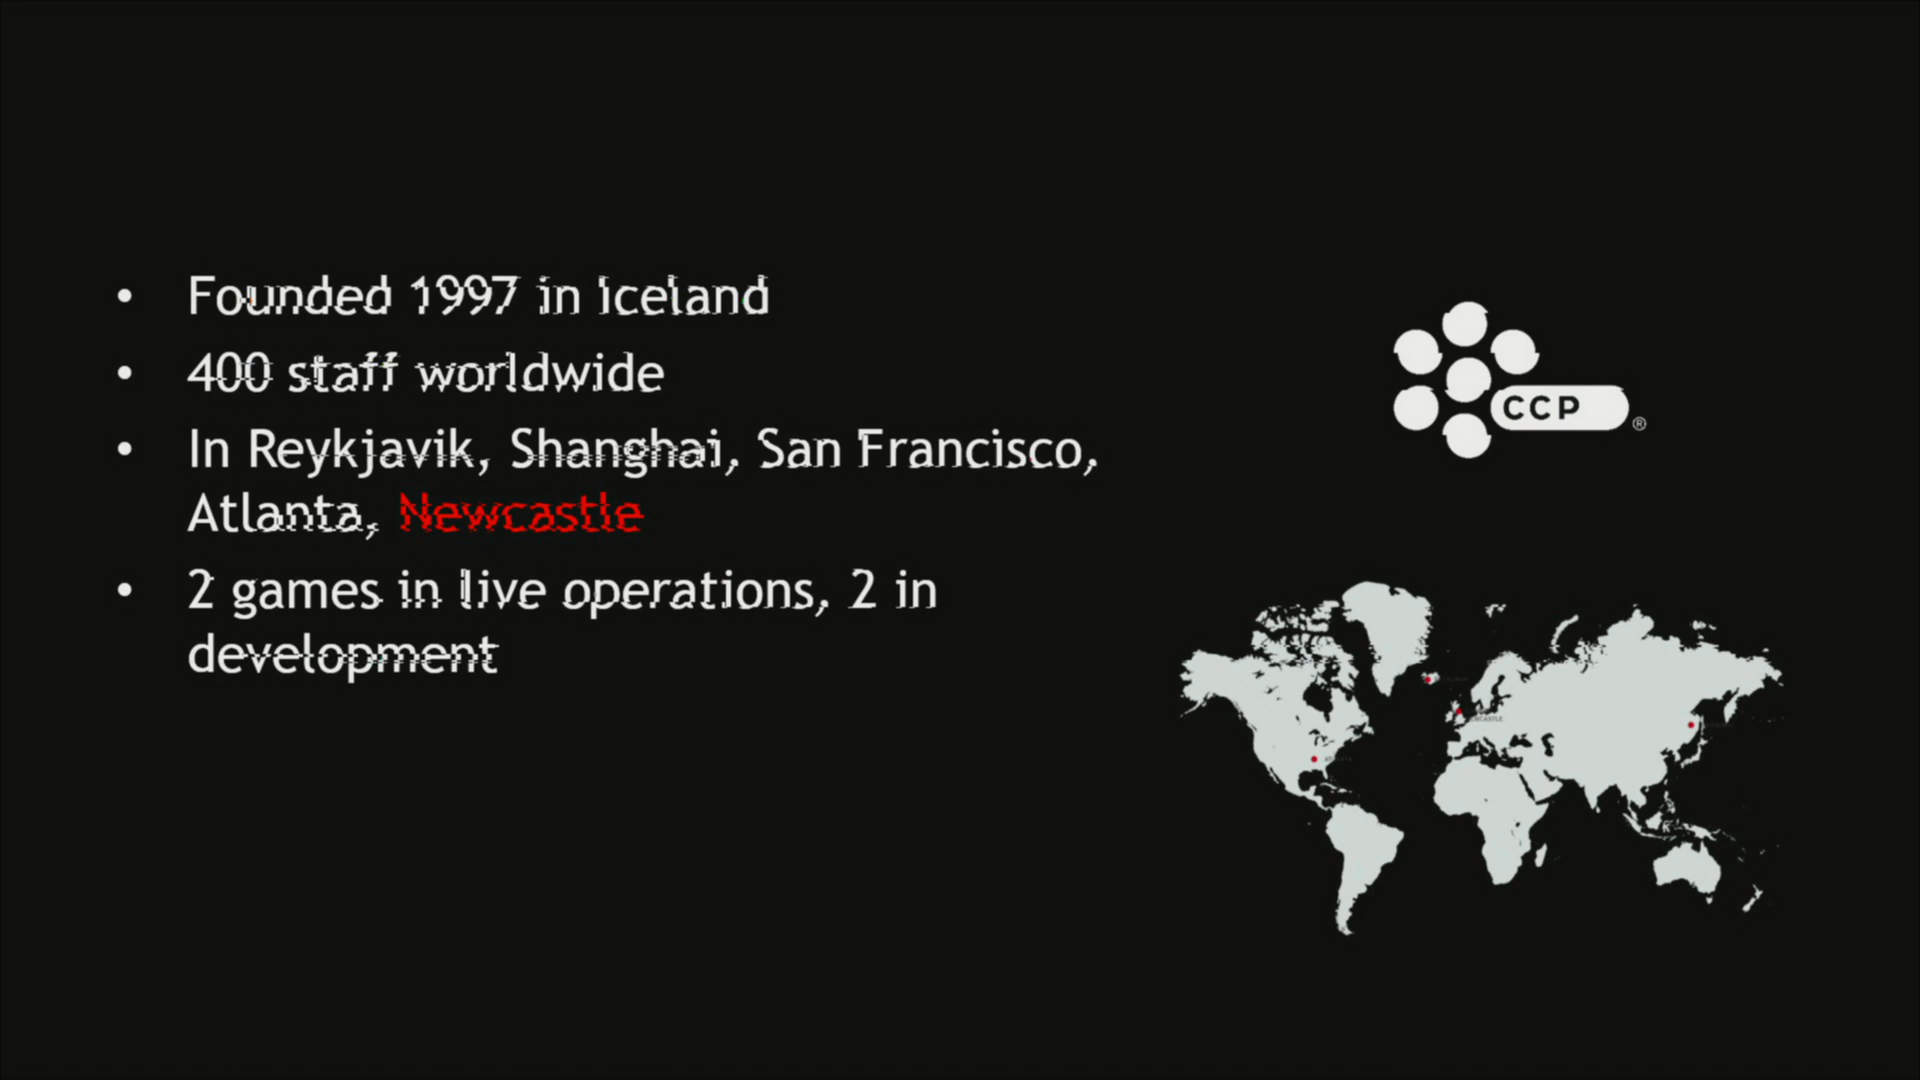 • Founded 1997 in Iceland
• 400 staff worldwide
• In Reykjavik, Shanghai, San Francisco,
Atlanta, Newcastle
• 2 games in live operations, 2 in
development
CCP ®